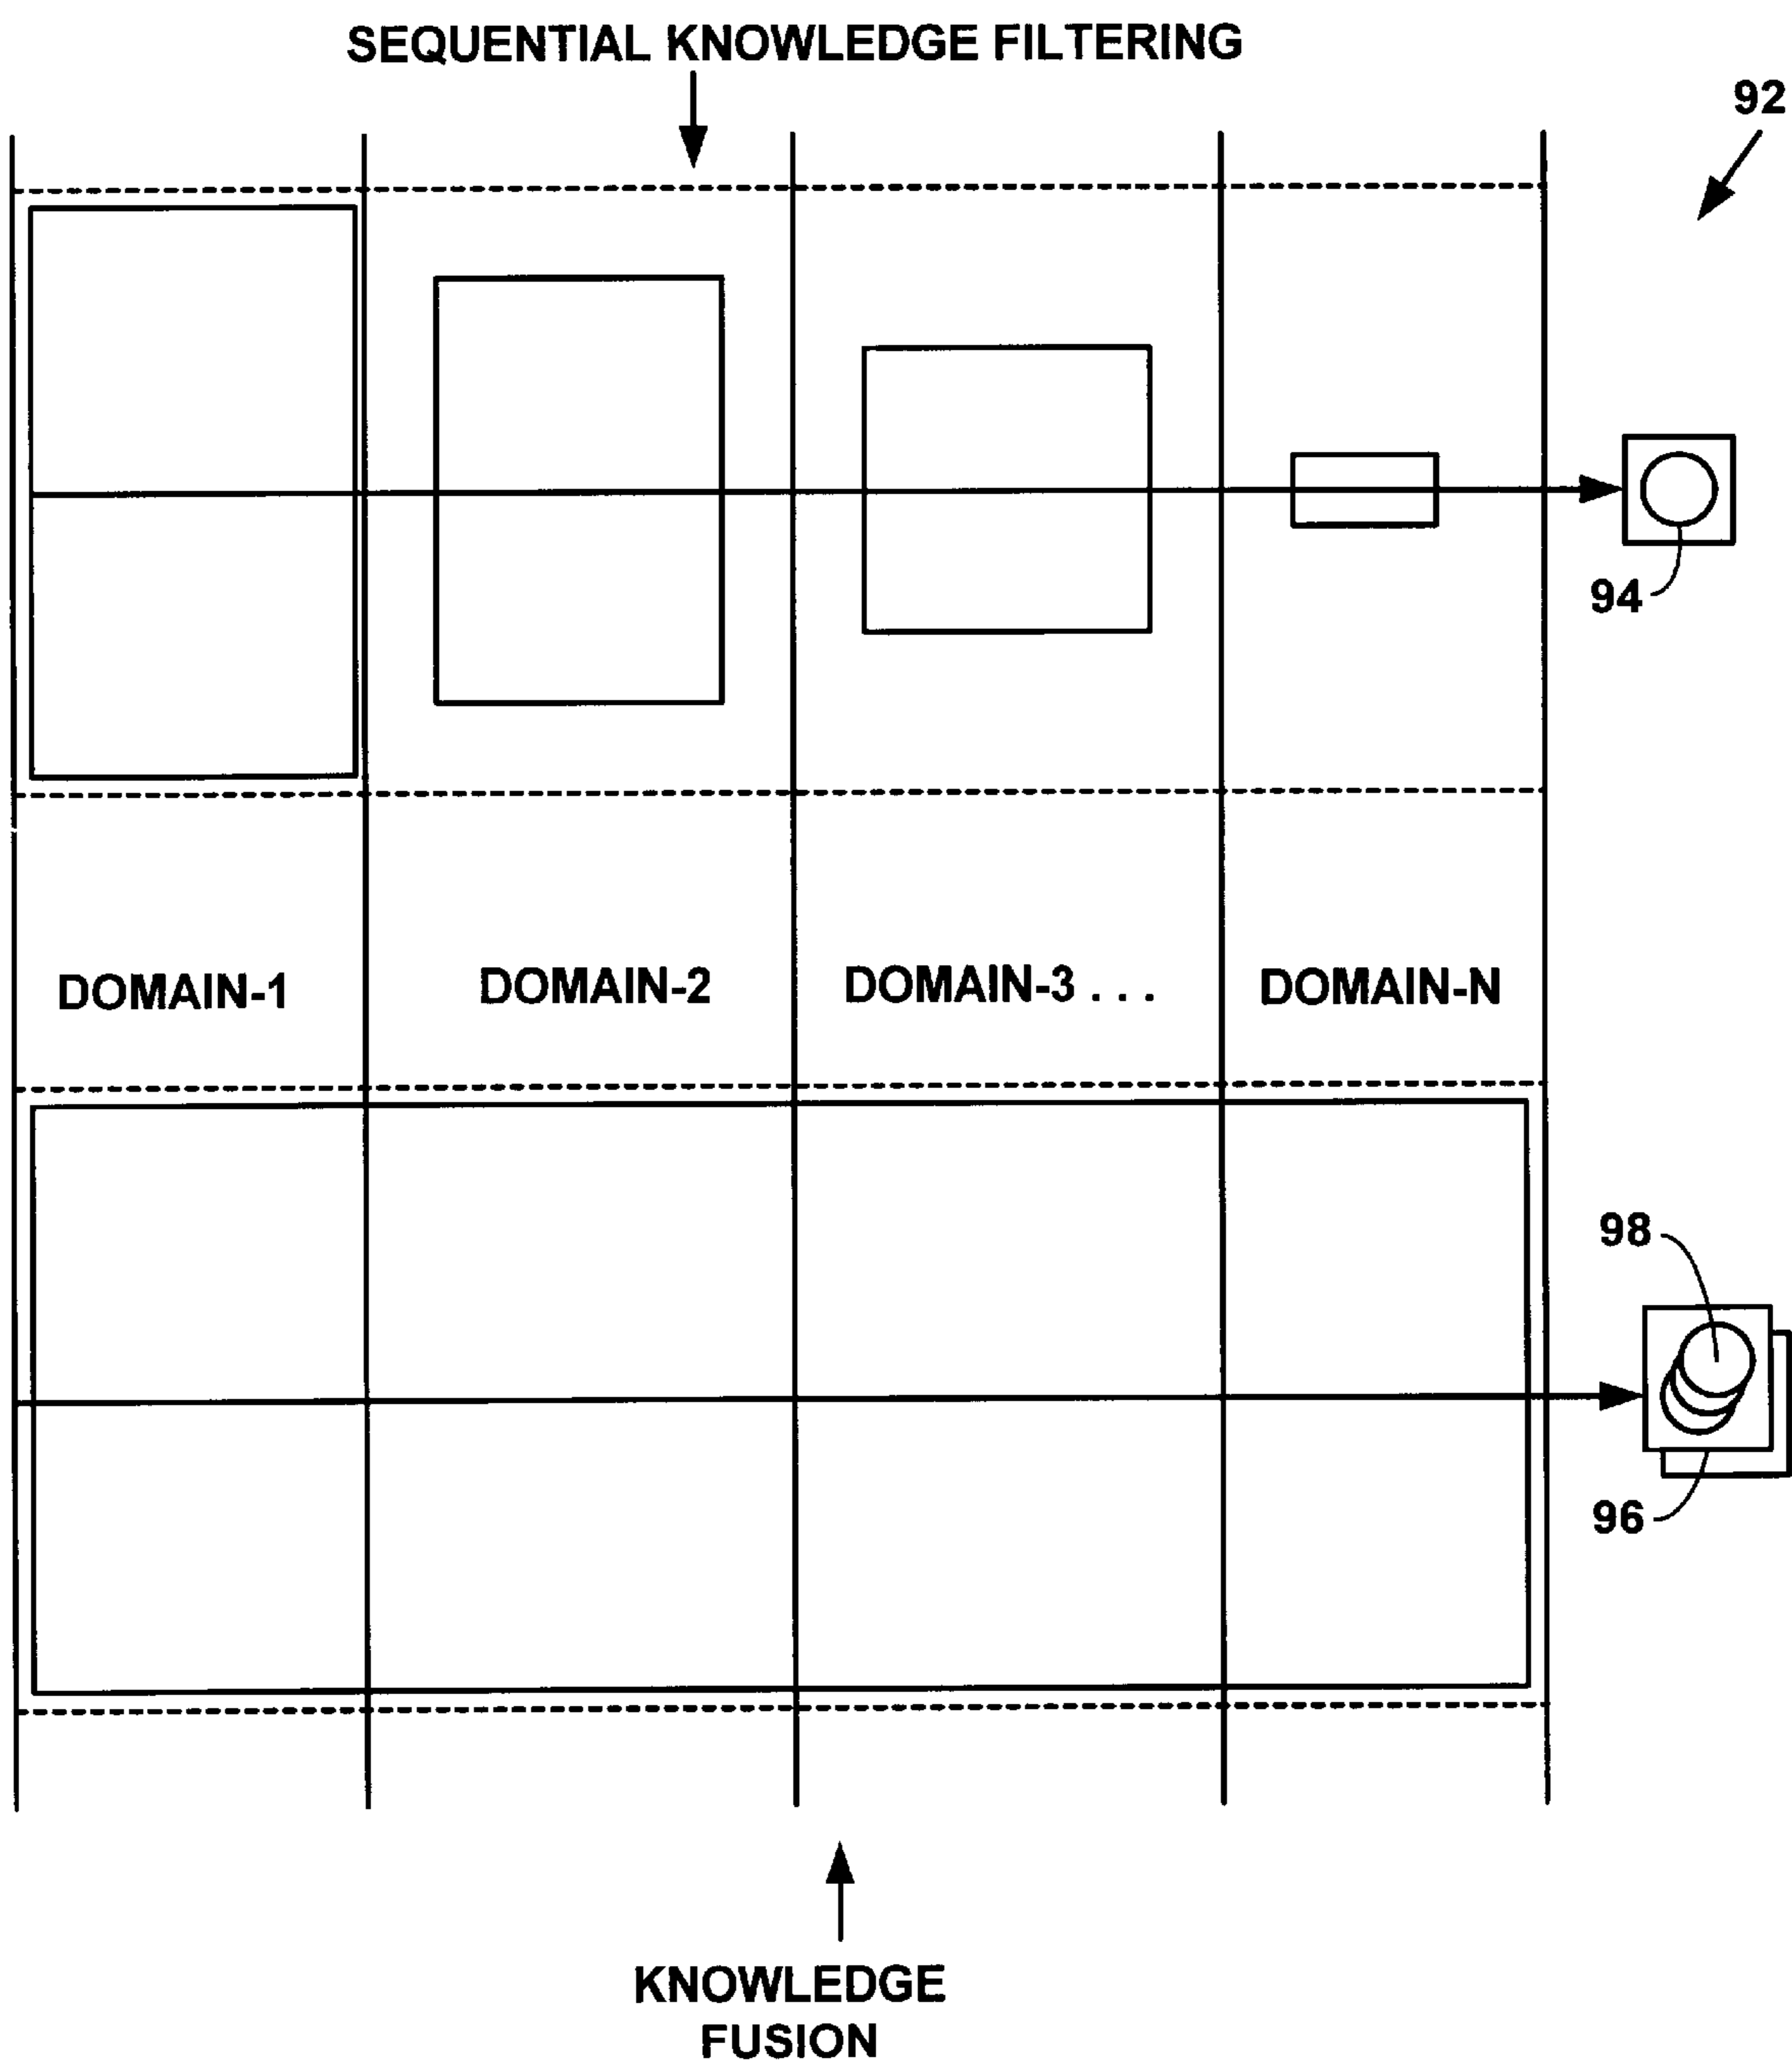 SEQUENTIAL KNOWLEDGE FILTERING
92
94
DOMAIN-1
DOMAIN-2
DOMAIN-3 . . .
DOMAIN-N
98
96
KNOWLEDGE
FUSION